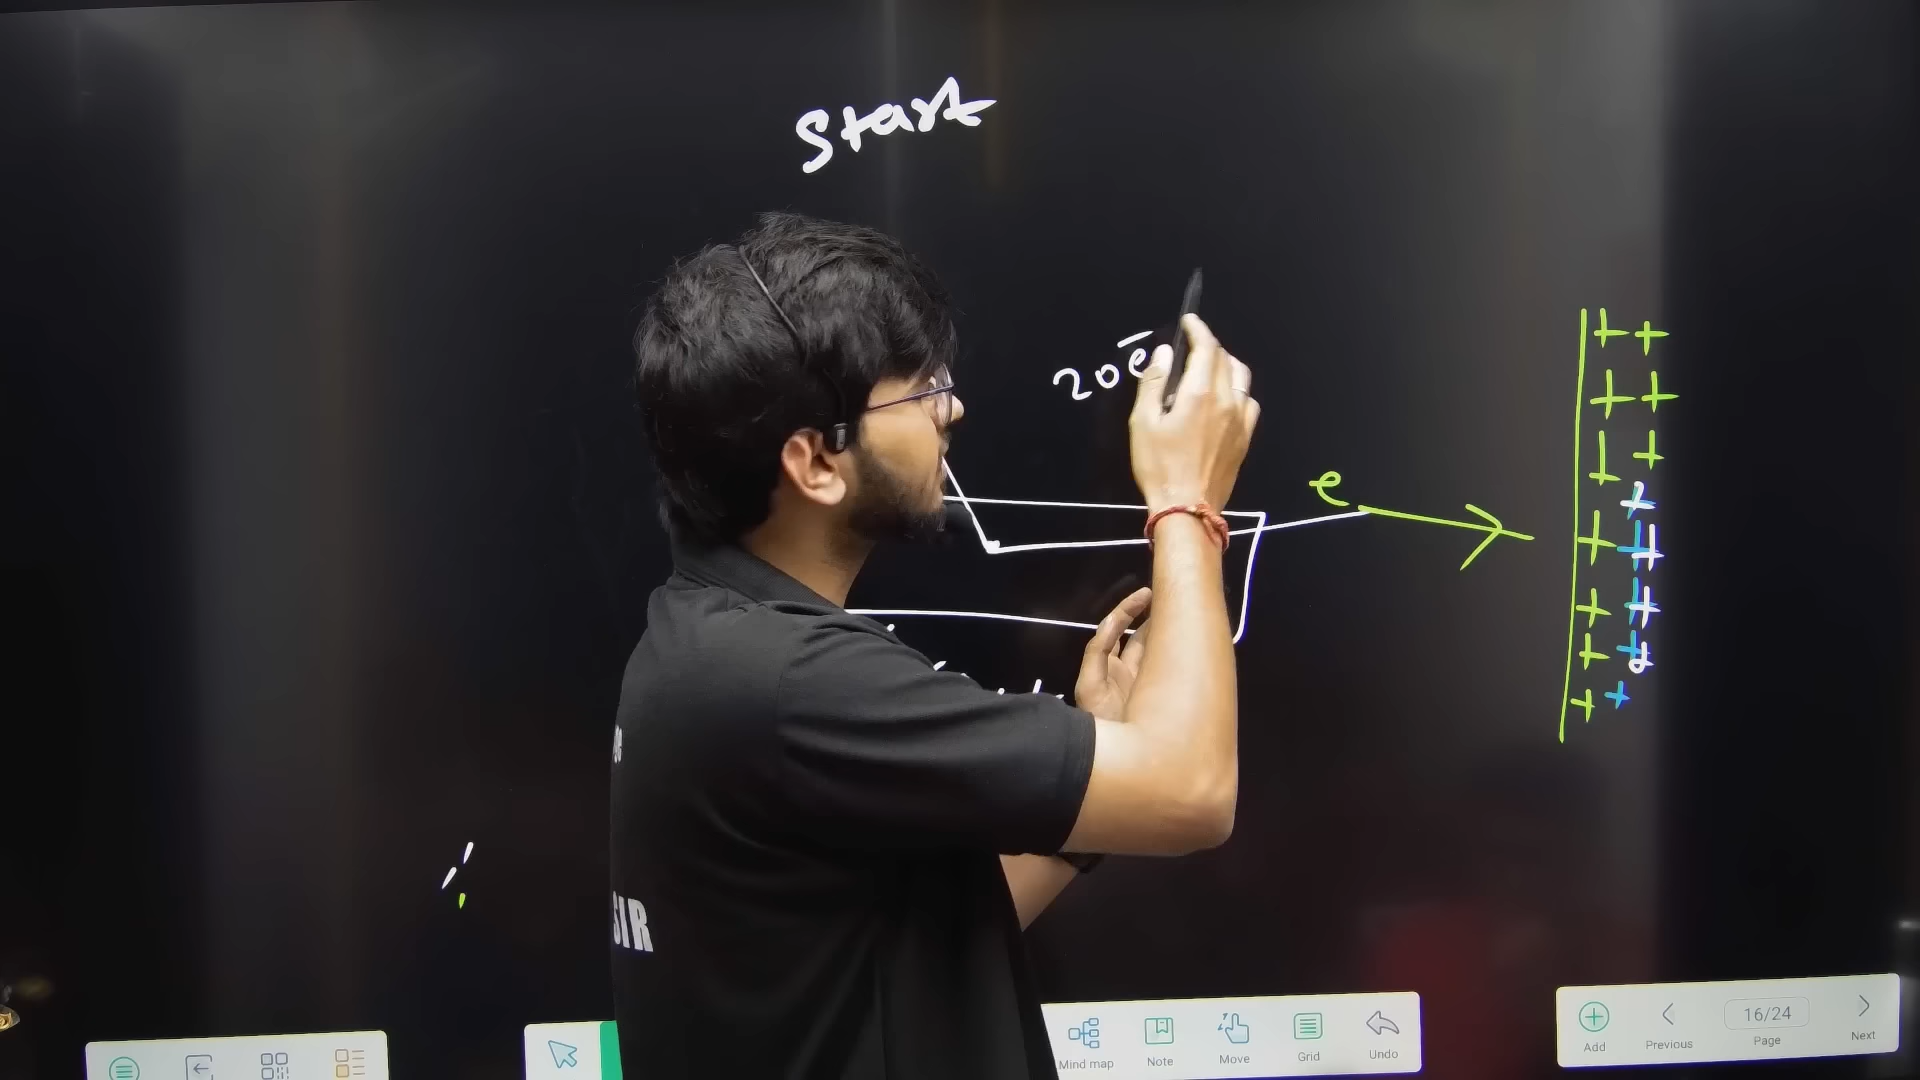 Start
20e̅
e
+ +
+ +
+ +
+ +
+ +
+ +
+ +
SIR
Mind map
Note
Move
Grid
Undo
Add
Previous
16/24
Page
Next